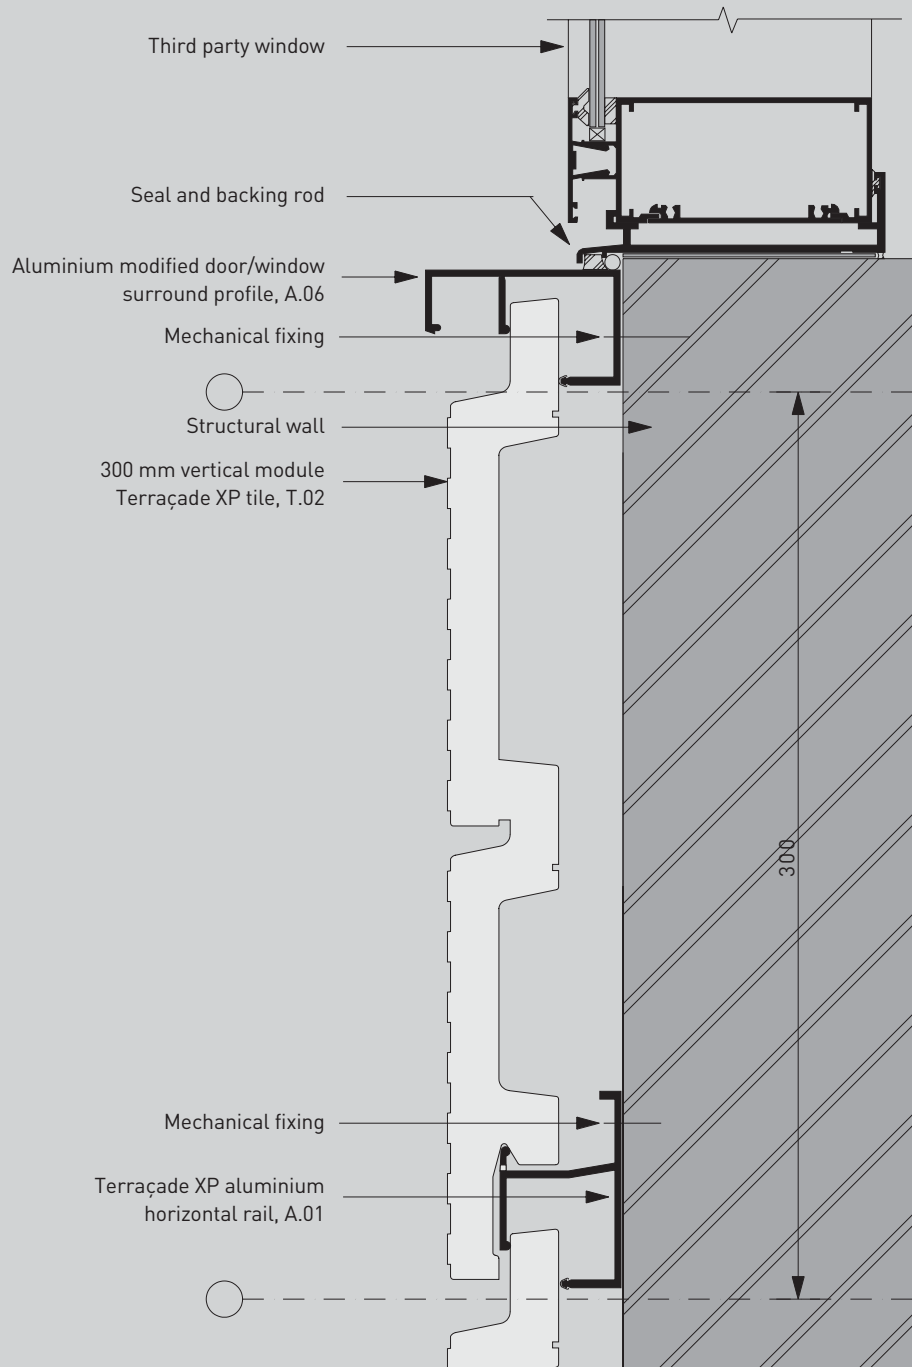 Third party window
Seal and backing rod
Aluminium modified door/window
surround profile, A.06
Mechanical fixing
Structural wall
300 mm vertical module
Terraçade XP tile, T.02
300
Mechanical fixing
Terraçade XP aluminium
horizontal rail, A.01